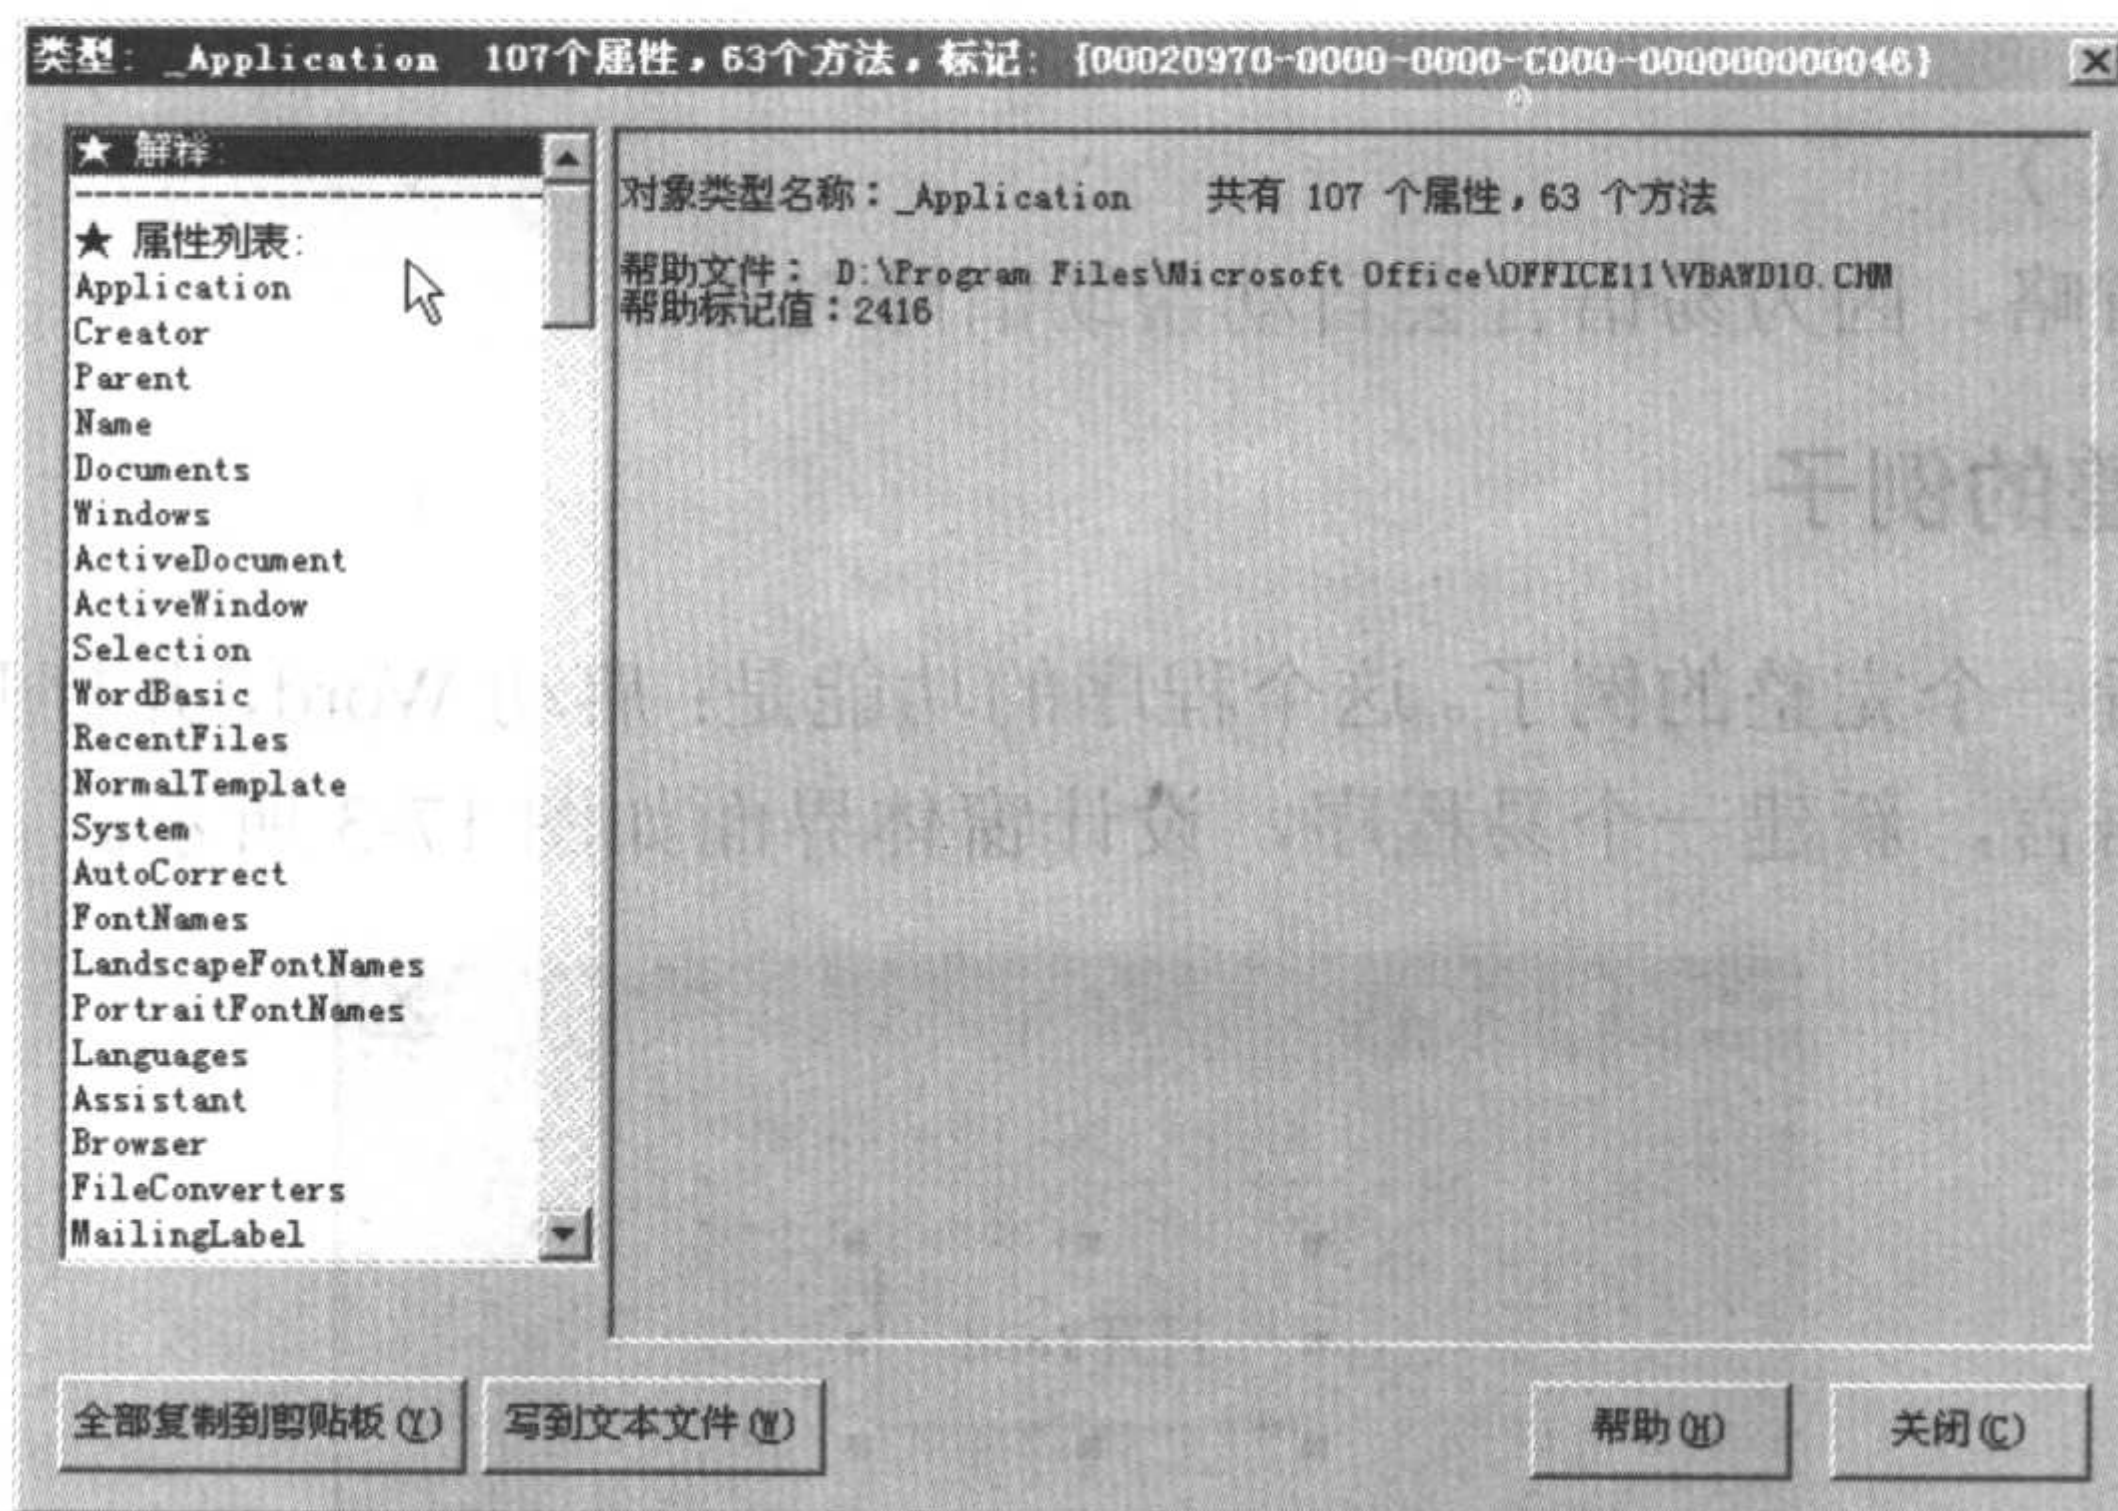 类型: _Application 107个属性,63个方法,标记: {00020970-0000-0000-C000-000000000046}
★ 解释:
★ 属性列表:
Application
Creator
Parent
Name
Documents
Windows
ActiveDocument
ActiveWindow
Selection
WordBasic
RecentFiles
NormalTemplate
System
AutoCorrect
FontNames
LandscapeFontNames
PortraitFontNames
Languages
Assistant
Browser
FileConverters
MailingLabel
对象类型名称:_Application 共有 107 个属性,63 个方法
帮助文件: D:\Program Files\Microsoft Office\OFFICE11\VBAWD10.CHM
帮助标记值:2416
全部复制到剪贴板(Y)
写到文本文件(W)
帮助(H)
关闭(C)